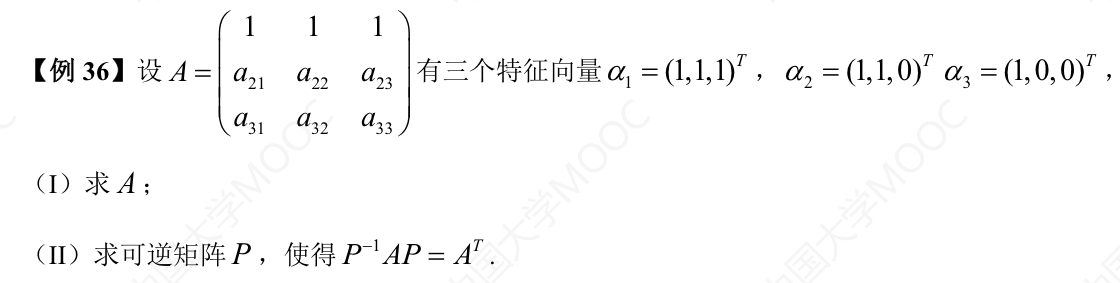 【例 36】设 A = \begin{pmatrix} 1 & 1 & 1 \\ a_{21} & a_{22} & a_{23} \\ a_{31} & a_{32} & a_{33} \end{pmatrix} 有三个特征向量 α_1 = (1,1,1)^T ， α_2 = (1,1,0)^T α_3 = (1,0,0)^T ，
（I）求 A ；
（II）求可逆矩阵 P ，使得 P^{-1}AP = A^T .
中国大学MOOC
中国大学MOOC
中国大学MOOC